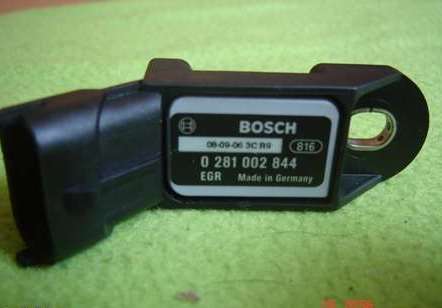 BOSCH
08-09-06 3C R9 816
0 281 002 844
EGR Made in Germany